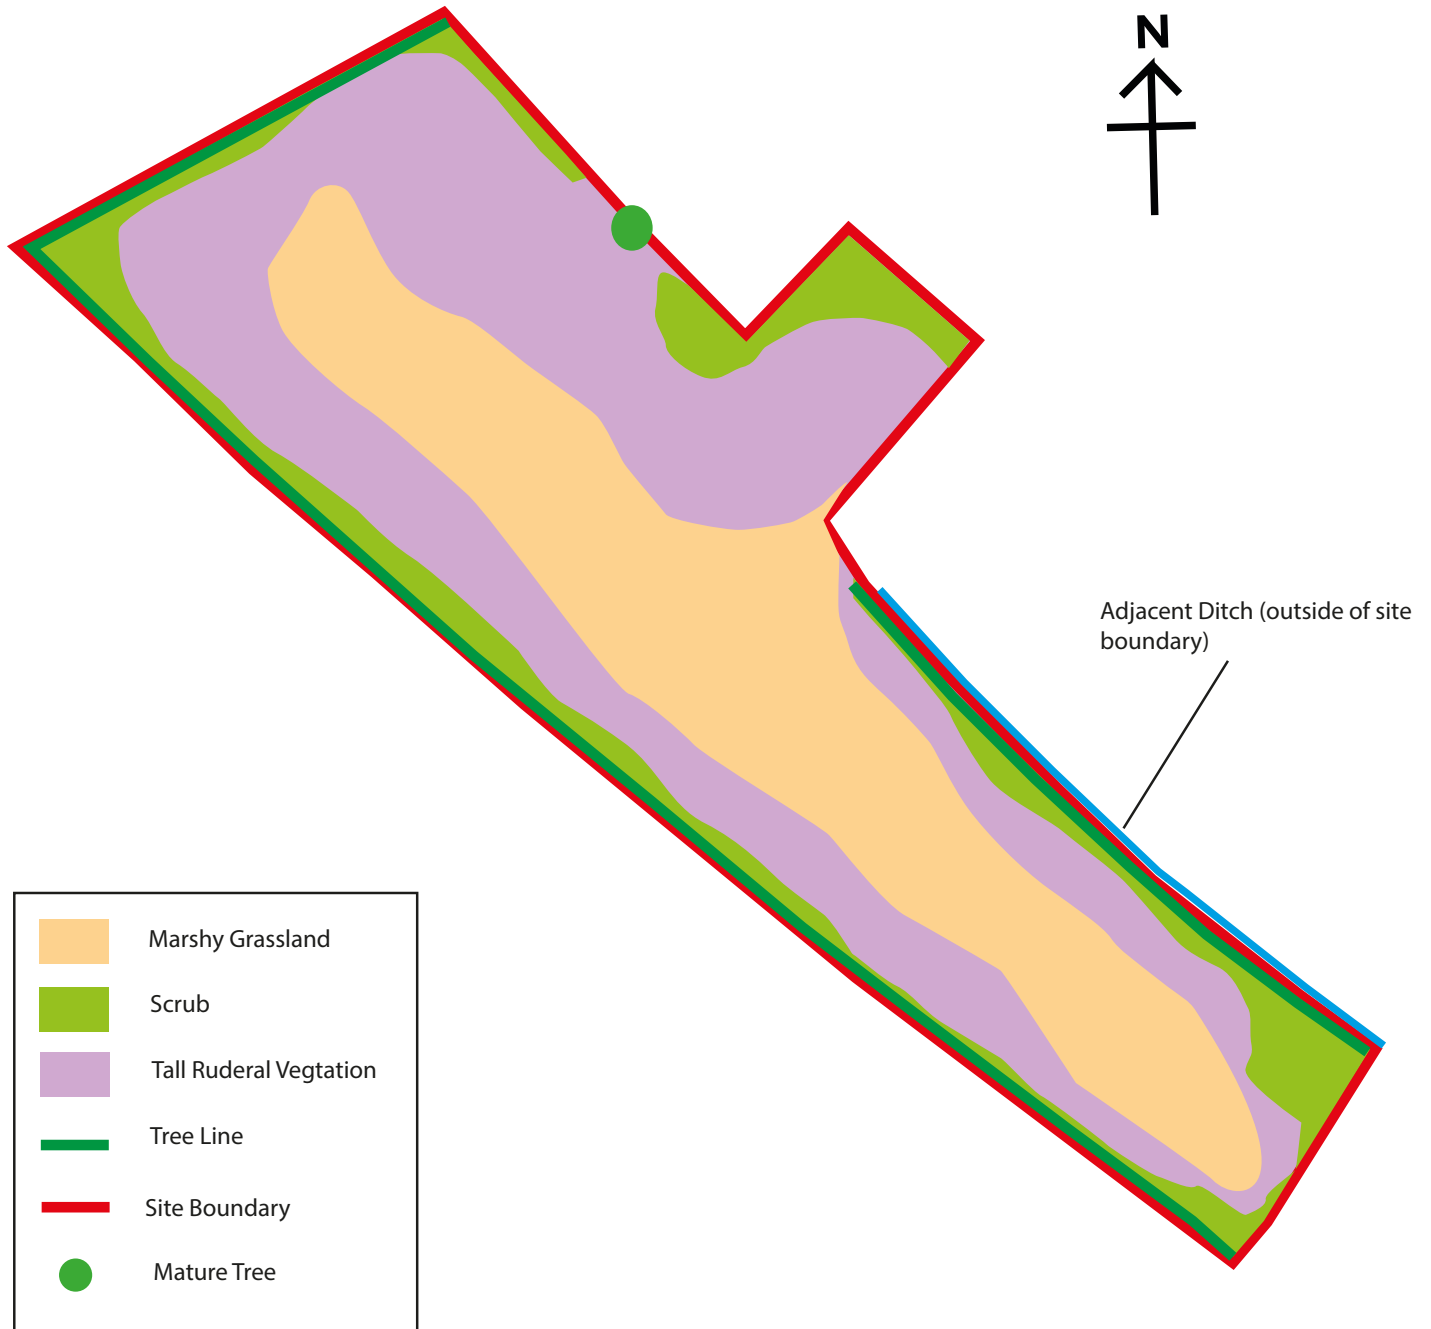 N
Adjacent Ditch (outside of site
boundary)
Marshy Grassland
Scrub
Tall Ruderal Vegtation
Tree Line
Site Boundary
Mature Tree